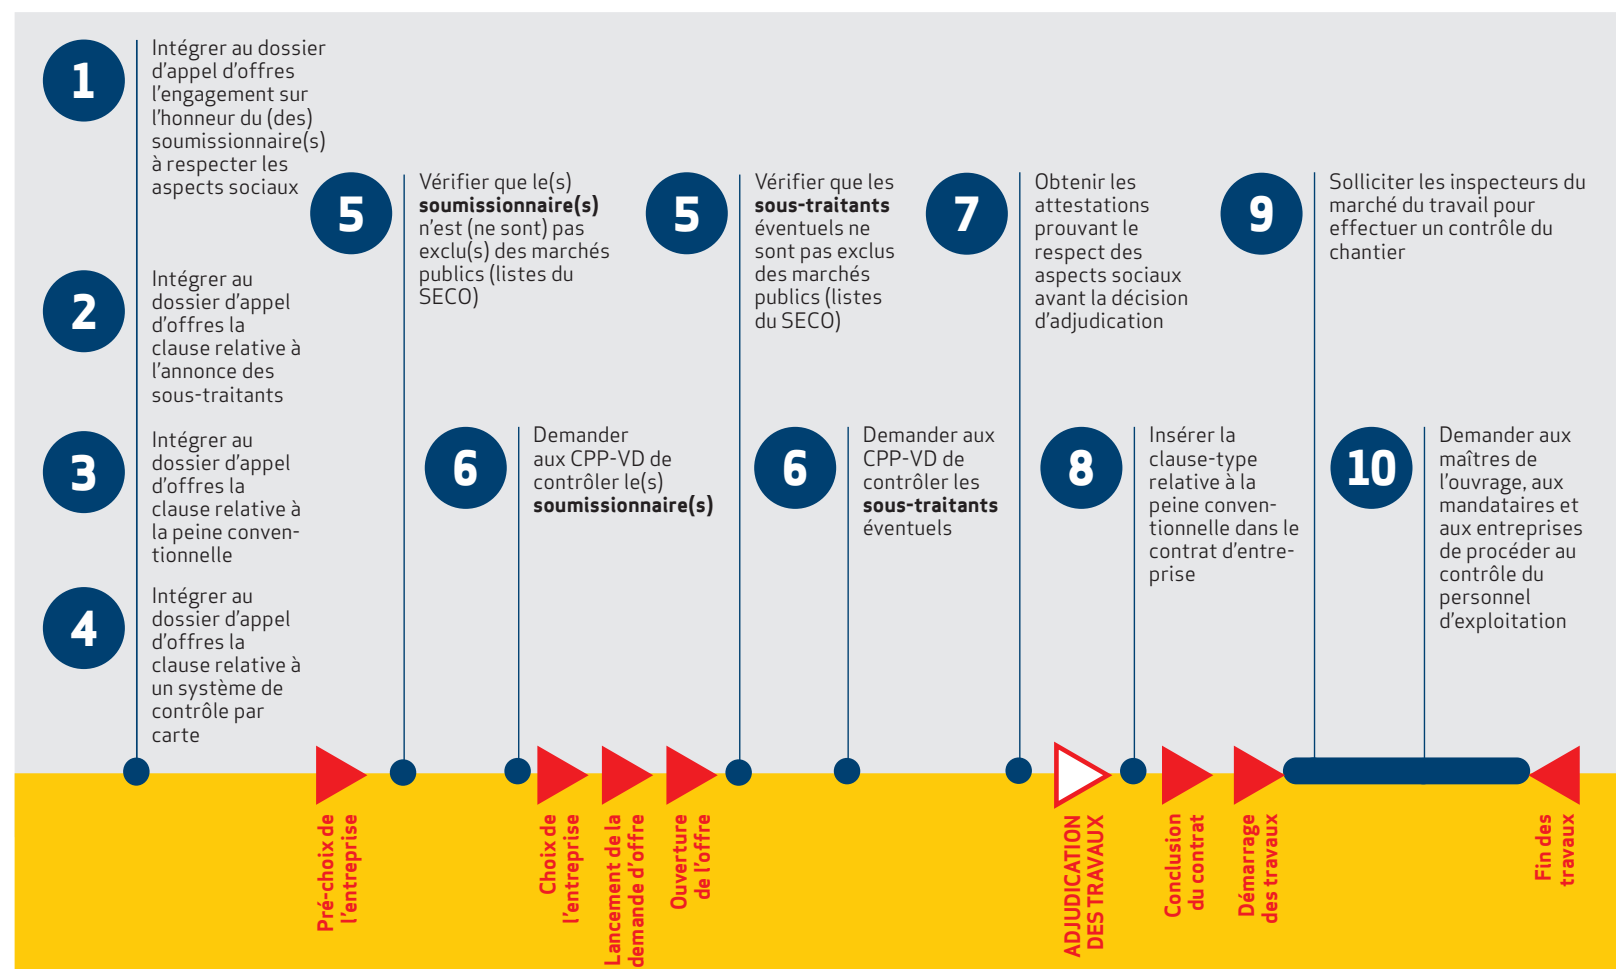 1
Intégrer au dossier
d'appel d'offres
l'engagement sur
l'honneur du (des)
soumissionnaire(s)
à respecter les
aspects sociaux
2
Intégrer au
dossier d'appel
d'offres la
clause relative à
l'annonce des
sous-traitants
3
Intégrer au
dossier d'appel
d'offres la
clause relative à
la peine conven-
tionnelle
4
Intégrer au
dossier d'appel
d'offres la
clause relative à
un système de
contrôle par
carte
5
Vérifier que le(s)
soumissionnaire(s)
n'est (ne sont) pas
exclu(s) des marchés
publics (listes du
SECO)
6
Demander
aux CPP-VD de
contrôler le(s)
soumissionnaire(s)
5
Vérifier que les
sous-traitants
éventuels ne
sont pas exclus
des marchés
publics (listes
du SECO)
6
Demander aux
CPP-VD de
contrôler les
sous-traitants
éventuels
7
Obtenir les
attestations
prouvant le
respect des
aspects sociaux
avant la décision
d'adjudication
8
Insérer la
clause-type
relative à la
peine conven-
tionnelle dans le
contrat d'entre-
prise
9
Solliciter les inspecteurs du
marché du travail pour
effectuer un contrôle du
chantier
10
Demander aux
maîtres de
l'ouvrage, aux
mandataires et
aux entreprises
de procéder au
contrôle du
personnel
d'exploitation
Pré-choix de
l'entreprise
Choix de
l'entreprise
Lancement de la
demande d'offre
Ouverture
de l'offre
ADJUDICATION
DES TRAVAUX
Conclusion
du contrat
Démarrage
des travaux
Fin des
travaux